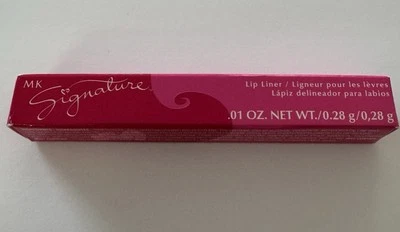 MK
Signature
Lip Liner / Ligneur pour les lèvres
Lápiz delineador para labios
.01 OZ. NET WT./0.28 g/0,28 g